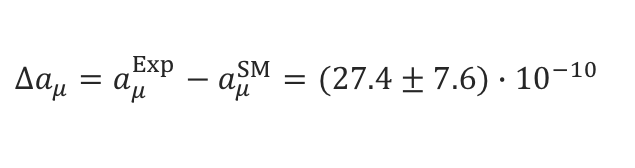 Δa_μ = a_μ^Exp − a_μ^SM = (27.4 ± 7.6) · 10^−10